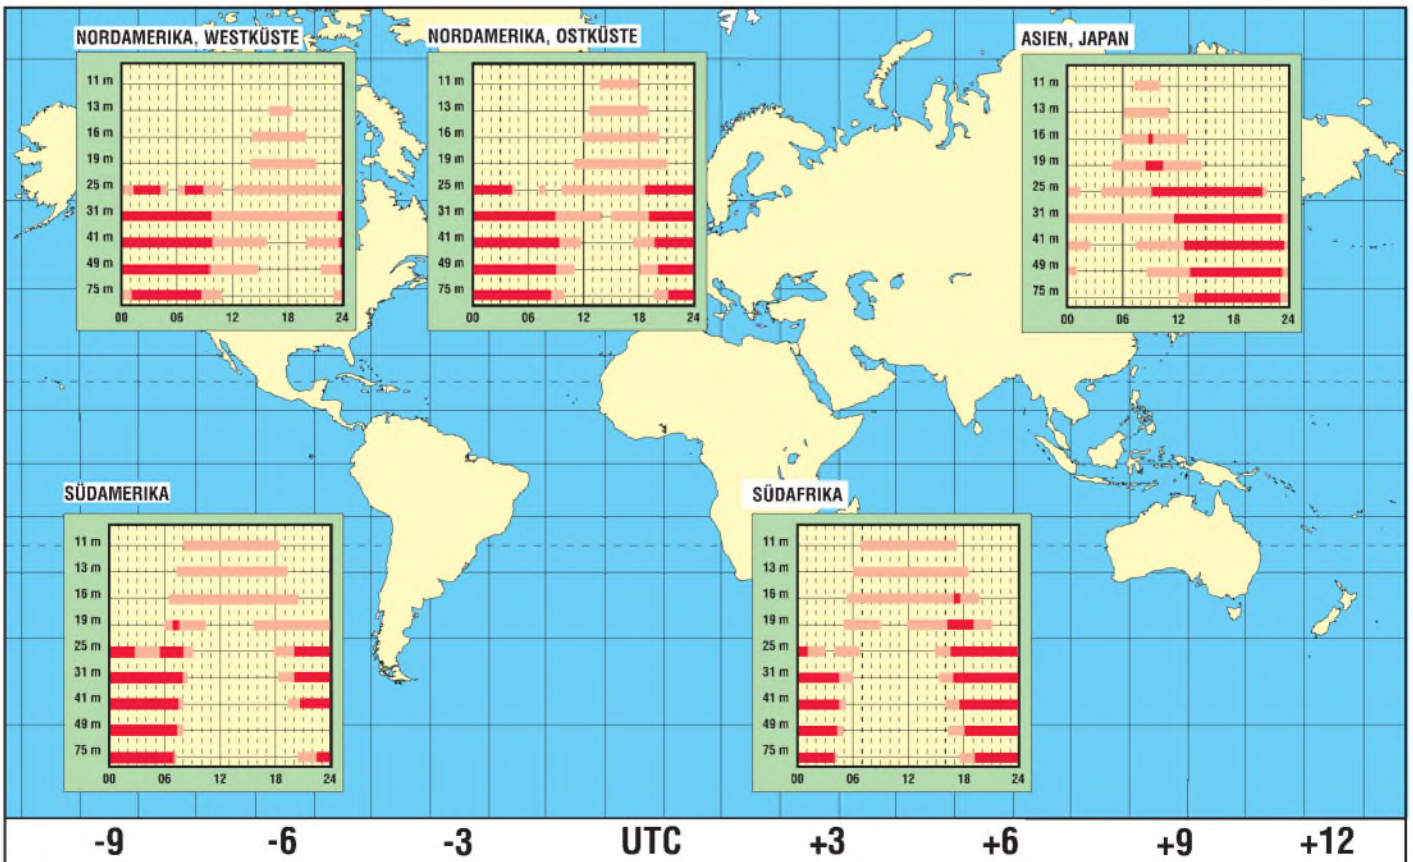 NORDAMERIKA, WESTKÜSTE
11 m
13 m
16 m
19 m
25 m
31 m
41 m
49 m
75 m
00 06 12 18 24
NORDAMERIKA, OSTKÜSTE
11 m
13 m
16 m
19 m
25 m
31 m
41 m
49 m
75 m
00 06 12 18 24
ASIEN, JAPAN
11 m
13 m
16 m
19 m
25 m
31 m
41 m
49 m
75 m
00 06 12 18 24
SÜDAMERIKA
11 m
13 m
16 m
19 m
25 m
31 m
41 m
49 m
75 m
00 06 12 18 24
SÜDAFRIKA
11 m
13 m
16 m
19 m
25 m
31 m
41 m
49 m
75 m
00 06 12 18 24
-9 -6 -3 UTC +3 +6 +9 +12